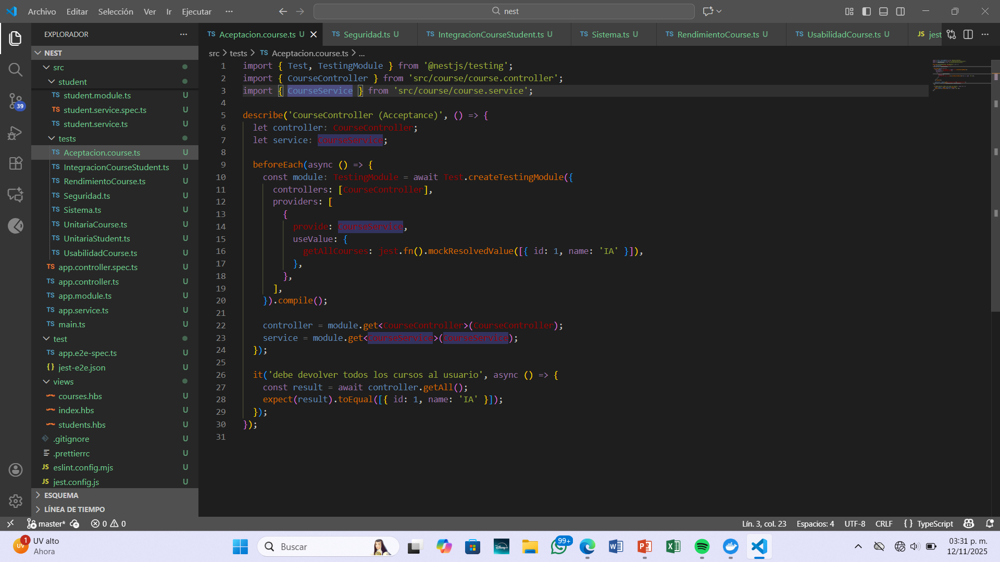 Archivo Editar Selección Ver Ir Ejecutar ··· nest
EXPLORADOR ···
NEST
src
student
TS student.module.ts U
TS student.service.spec.ts U
TS student.service.ts U
tests
TS Aceptacion.course.ts U
TS IntegracionCourseStudent.ts U
TS RendimientoCourse.ts U
TS Seguridad.ts U
TS Sistema.ts U
TS UnitariaCourse.ts U
TS UnitariaStudent.ts U
TS UsabilidadCourse.ts U
TS app.controller.spec.ts U
TS app.controller.ts U
TS app.module.ts U
TS app.service.ts U
TS main.ts U
test
TS app.e2e-spec.ts U
{} jest-e2e.json U
views
courses.hbs U
index.hbs U
students.hbs U
.gitignore U
.prettierrc U
JS eslint.config.mjs U
JS jest.config.js U
ESQUEMA
LÍNEA DE TIEMPO
39
TS Aceptacion.course.ts U TS Seguridad.ts U TS IntegracionCourseStudent.ts U TS Sistema.ts U TS RendimientoCourse.ts U TS UsabilidadCourse.ts U JS jest ···
src > tests > TS Aceptacion.course.ts > ...
1 import { Test, TestingModule } from '@nestjs/testing';
2 import { CourseController } from 'src/course/course.controller';
3 import { CourseService } from 'src/course/course.service';
4
5 describe('CourseController (Acceptance)', () => {
6 let controller: CourseController;
7 let service: CourseService;
8
9 beforeEach(async () => {
10 const module: TestingModule = await Test.createTestingModule({
11 controllers: [CourseController],
12 providers: [
13 {
14 provide: CourseService,
15 useValue: {
16 getAllCourses: jest.fn().mockResolvedValue([{ id: 1, name: 'IA' }]),
17 },
18 },
19 ],
20 }).compile();
21
22 controller = module.get<CourseController>(CourseController);
23 service = module.get<CourseService>(CourseService);
24 });
25
26 it('debe devolver todos los cursos al usuario', async () => {
27 const result = await controller.getAll();
28 expect(result).toEqual([{ id: 1, name: 'IA' }]);
29 });
30 });
31
master* 0 0 Lín. 3, col. 23 Espacios: 4 UTF-8 CRLF {} TypeScript
UV 1 UV alto
Ahora
Buscar
Disney+
99+
03:31 p. m.
12/11/2025